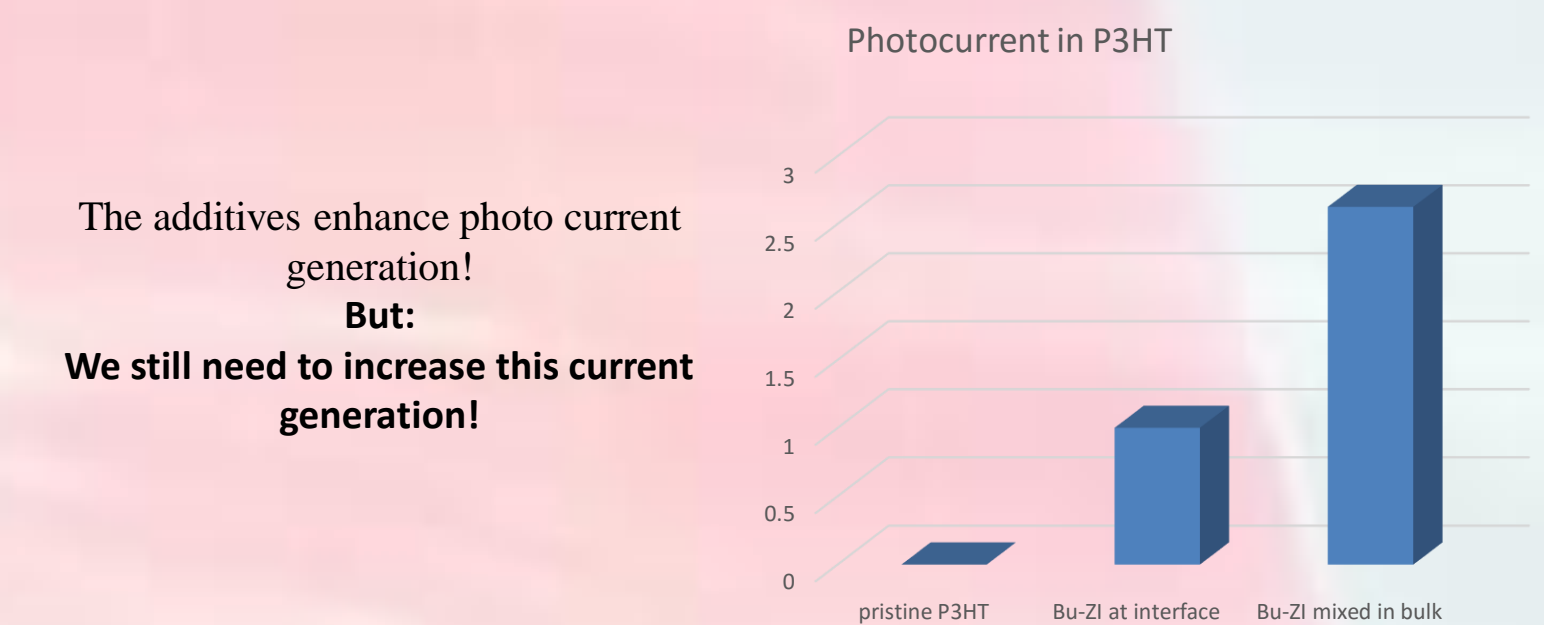 The additives enhance photo current
generation!
But:
We still need to increase this current
generation!
Photocurrent in P3HT
3
2.5
2
1.5
1
0.5
0
pristine P3HT
Bu-ZI at interface
Bu-ZI mixed in bulk